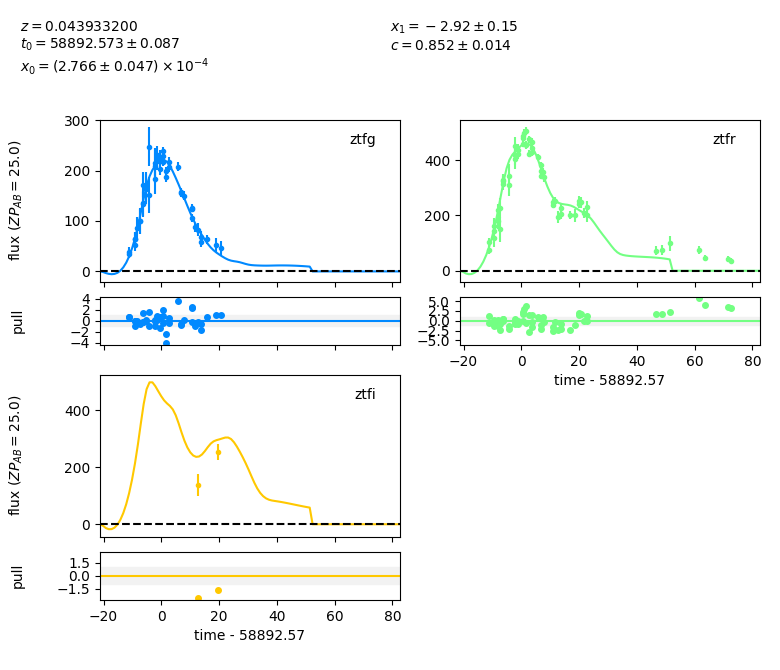 z = 0.043933200
t0 = 58892.573 ± 0.087
x0 = (2.766 ± 0.047) × 10^−4
x1 = −2.92 ± 0.15
c = 0.852 ± 0.014
flux (ZP_AB = 25.0)
300
200
100
0
ztfg
400
200
0
ztfr
pull
4
2
0
−2
−4
5.0
2.5
0.0
−2.5
−5.0
−20 0 20 40 60 80
time - 58892.57
flux (ZP_AB = 25.0)
400
200
0
ztfi
pull
1.5
0.0
−1.5
−20 0 20 40 60 80
time - 58892.57